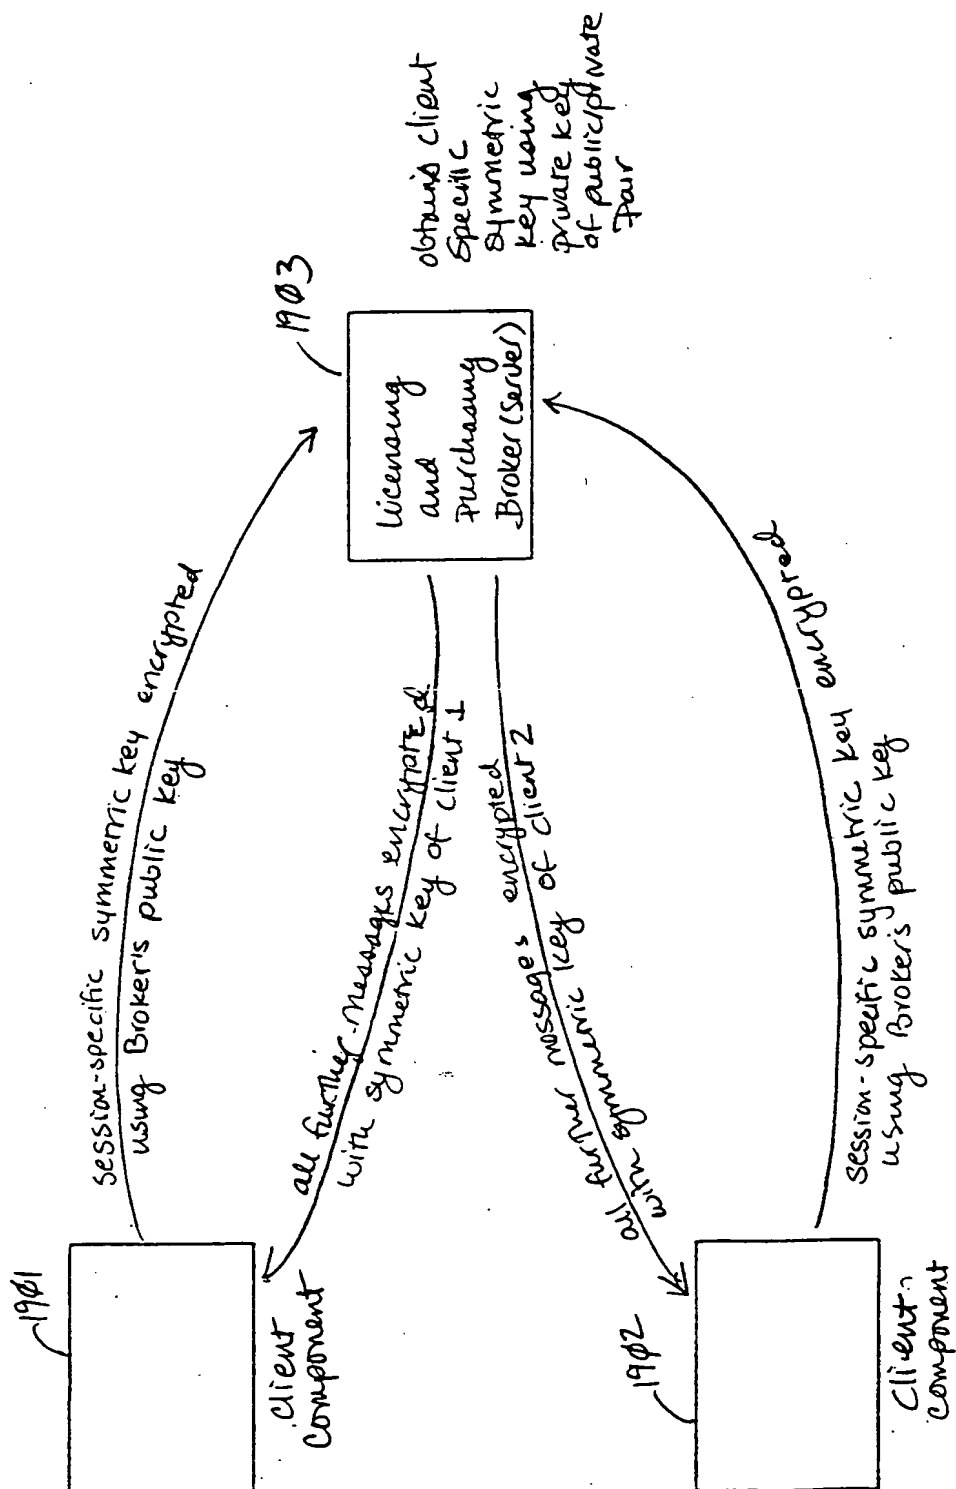 1901
client
component
session-specific symmetric key encrypted
using Broker's public key
all further messages encrypted
with symmetric key of client 1
1903
Licensing
and
Purchasing
Broker (Server)
obtains client
specific
symmetric
key using
private key
of public/private
pair
all further messages encrypted
with symmetric key of client 2
1902
client
component
session-specific symmetric key encrypted
using Broker's public key